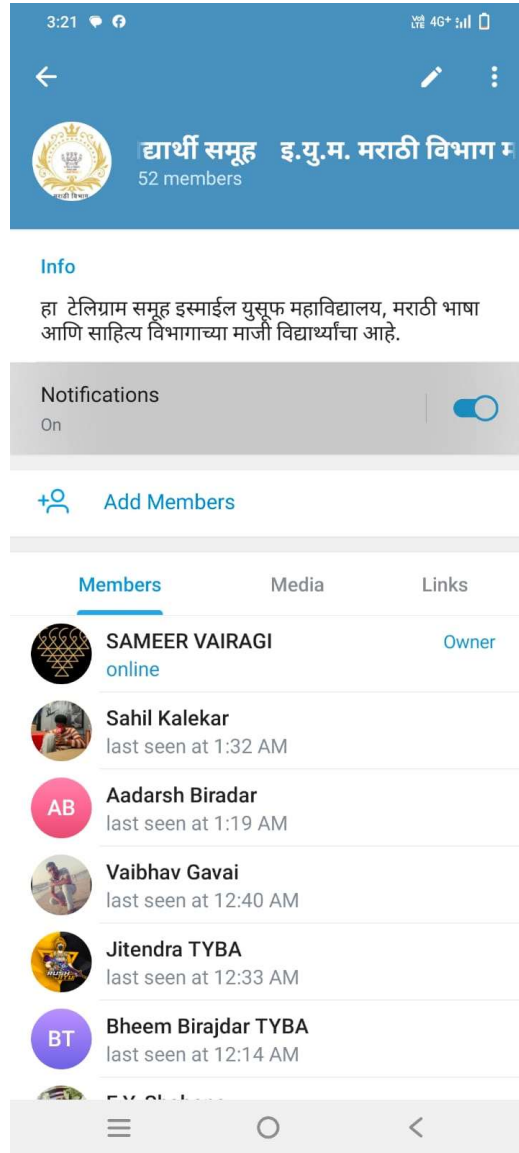 3:21
Vo) LTE 4G+
द्यार्थी समूह इ.यु.म. मराठी विभाग म
52 members
मराठी विभाग
Info
हा टेलिग्राम समूह इस्माईल युसूफ महाविद्यालय, मराठी भाषा
आणि साहित्य विभागाच्या माजी विद्यार्थ्यांचा आहे.
Notifications
On
Add Members
Members Media Links
SAMEER VAIRAGI Owner
online
Sahil Kalekar
last seen at 1:32 AM
AB
Aadarsh Biradar
last seen at 1:19 AM
Vaibhav Gavai
last seen at 12:40 AM
Jitendra TYBA
last seen at 12:33 AM
BT
Bheem Birajdar TYBA
last seen at 12:14 AM